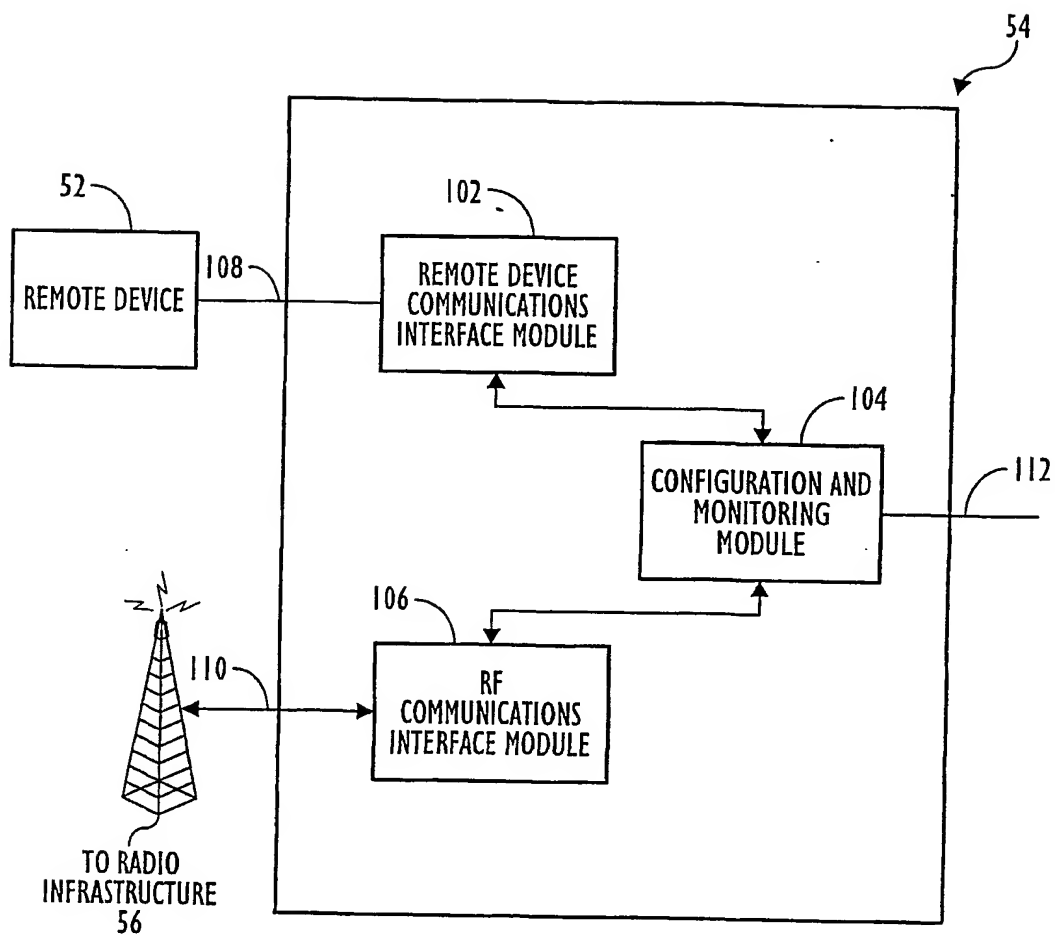 54
52
102
REMOTE DEVICE
108
REMOTE DEVICE
COMMUNICATIONS
INTERFACE MODULE
104
CONFIGURATION AND
MONITORING
MODULE
112
106
110
RF
COMMUNICATIONS
INTERFACE MODULE
TO RADIO
INFRASTRUCTURE
56